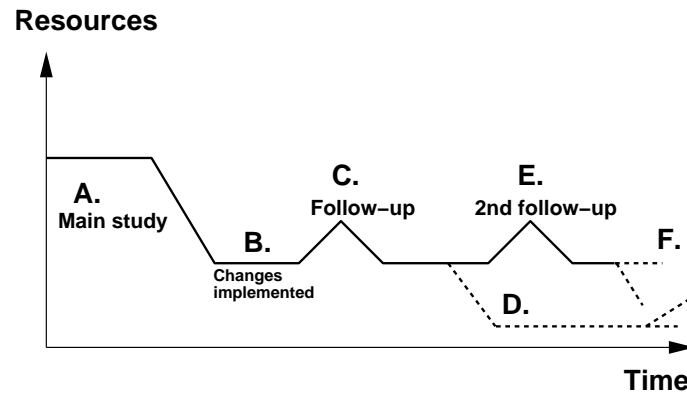 Resources
A.
Main study
B.
Changes
implemented
C.
Follow−up
D.
E.
2nd follow−up
F.
Time